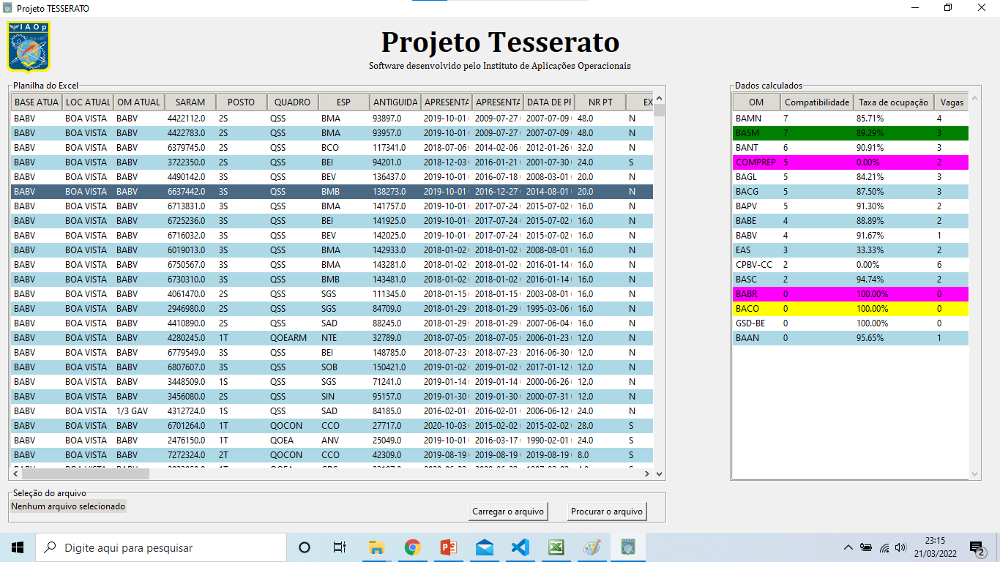 Projeto TESSERATO
I A O p
Projeto Tesserato
Software desenvolvido pelo Instituto de Aplicações Operacionais
Planilha do Excel
BASE ATUA LOC ATUAL OM ATUAL SARAM POSTO QUADRO ESP ANTIGUIDA APRESENTA APRESENTA DATA DE PF NR PT EX
BABV BOA VISTA BABV 4422112.0 2S QSS BMA 93897.0 2019-10-01 2009-07-27 2007-07-09 48.0 N
BABV BOA VISTA BABV 4422783.0 2S QSS BMA 93957.0 2019-10-01 2009-07-27 2007-07-09 48.0 N
BABV BOA VISTA BABV 6379745.0 2S QSS BCO 117341.0 2018-07-06 2014-02-06 2012-01-26 32.0 N
BABV BOA VISTA BABV 3722350.0 2S QSS BEI 94201.0 2018-12-03 2016-01-21 2001-07-30 24.0 S
BABV BOA VISTA BABV 4490142.0 3S QSS BEV 136437.0 2019-10-01 2016-07-18 2008-03-01 20.0 N
BABV BOA VISTA BABV 6637442.0 3S QSS BMB 138273.0 2019-10-01 2016-12-27 2014-08-01 20.0 N
BABV BOA VISTA BABV 6713831.0 3S QSS BMA 141757.0 2019-10-01 2017-07-24 2015-07-02 16.0 N
BABV BOA VISTA BABV 6725236.0 3S QSS BEI 141925.0 2019-10-01 2017-07-24 2015-07-02 16.0 N
BABV BOA VISTA BABV 6716032.0 3S QSS BEV 142025.0 2019-10-01 2017-07-24 2015-07-02 16.0 N
BABV BOA VISTA BABV 6019013.0 3S QSS BMA 142933.0 2018-01-02 2018-01-02 2008-08-01 16.0 N
BABV BOA VISTA BABV 6750567.0 3S QSS BMA 143281.0 2018-01-02 2018-01-02 2016-01-14 16.0 N
BABV BOA VISTA BABV 6730310.0 3S QSS BMB 143481.0 2018-01-02 2018-01-02 2016-01-14 16.0 N
BABV BOA VISTA BABV 4061470.0 2S QSS SGS 111345.0 2018-01-15 2018-01-15 2003-08-01 16.0 N
BABV BOA VISTA BABV 2946980.0 2S QSS SGS 84709.0 2018-01-29 2018-01-29 1995-03-06 16.0 N
BABV BOA VISTA BABV 4410890.0 2S QSS SAD 88245.0 2018-01-29 2018-01-29 2007-06-04 16.0 N
BABV BOA VISTA BABV 4280245.0 1T QOEARM NTE 32789.0 2018-07-05 2018-07-05 2006-01-23 12.0 N
BABV BOA VISTA BABV 6779549.0 3S QSS BEI 148785.0 2018-07-23 2018-07-23 2016-06-30 12.0 N
BABV BOA VISTA BABV 6807607.0 3S QSS SOB 150421.0 2019-01-02 2019-01-02 2017-01-12 12.0 N
BABV BOA VISTA BABV 3448509.0 1S QSS SGS 71241.0 2019-01-14 2019-01-14 2000-06-26 12.0 N
BABV BOA VISTA BABV 3456080.0 2S QSS SIN 95157.0 2019-01-30 2019-01-30 2000-07-31 12.0 N
BABV BOA VISTA 1/3 GAV 4312724.0 1S QSS SAD 84185.0 2016-02-01 2016-02-01 2006-06-12 24.0 N
BABV BOA VISTA BABV 6701264.0 1T QOCON CCO 27717.0 2020-10-03 2015-02-02 2015-02-02 28.0 S
BABV BOA VISTA BABV 2476150.0 1T QOEA ANV 25049.0 2019-10-01 2016-03-17 1990-02-01 24.0 S
BABV BOA VISTA BABV 7272324.0 2T QOCON CCO 42309.0 2019-08-19 2019-08-19 2019-08-19 8.0 S
Dados calculados
OM Compatibilidade Taxa de ocupação Vagas
BAMN 7 85.71% 4
BASM 7 89.29% 3
BANT 6 90.91% 3
COMPREP 5 0.00% 2
BAGL 5 84.21% 3
BACG 5 87.50% 3
BAPV 5 91.30% 2
BABE 4 88.89% 2
BABV 4 91.67% 1
EAS 3 33.33% 2
CPBV-CC 2 0.00% 6
BASC 2 94.74% 2
BABR 0 100.00% 0
BACO 0 100.00% 0
GSD-BE 0 100.00% 0
BAAN 0 95.65% 1
Seleção do arquivo
Nenhum arquivo selecionado
Carregar o arquivo
Procurar o arquivo
Digite aqui para pesquisar
23:15
21/03/2022
2